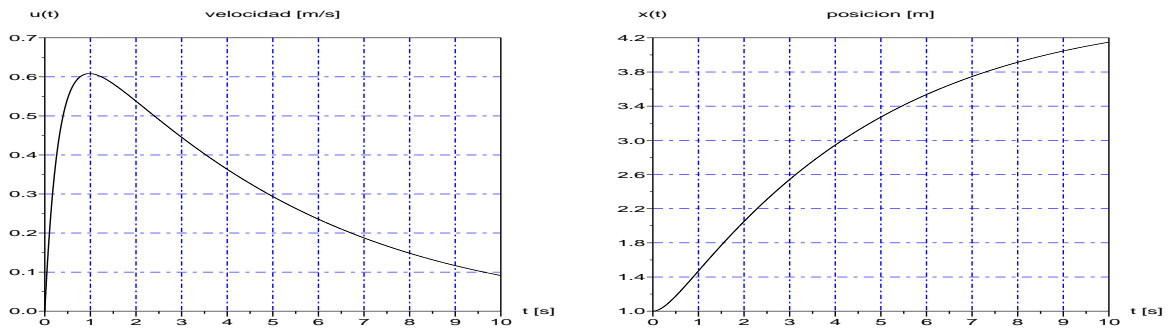 u(t) velocidad [m/s]
0.7
0.6
0.5
0.4
0.3
0.2
0.1
0.0
0 1 2 3 4 5 6 7 8 9 10
t [s]
x(t) posicion [m]
4.2
3.8
3.4
3.0
2.6
2.2
1.8
1.4
1.0
0 1 2 3 4 5 6 7 8 9 10
t [s]